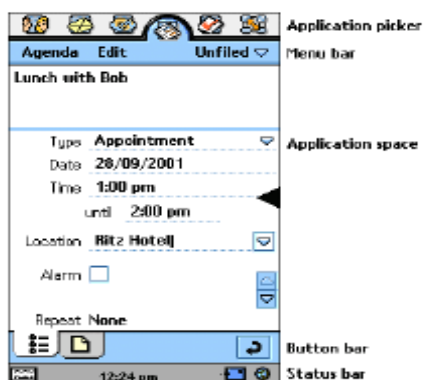 Application picker
Agenda Edit Unfiled
Menu bar
Lunch with Bob
Type Appointment
Application space
Date 28/09/2001
Time 1:00 pm
until 2:00 pm
Location Ritz Hotel
Alarm
Repeat None
Button bar
12:24 pm
Status bar